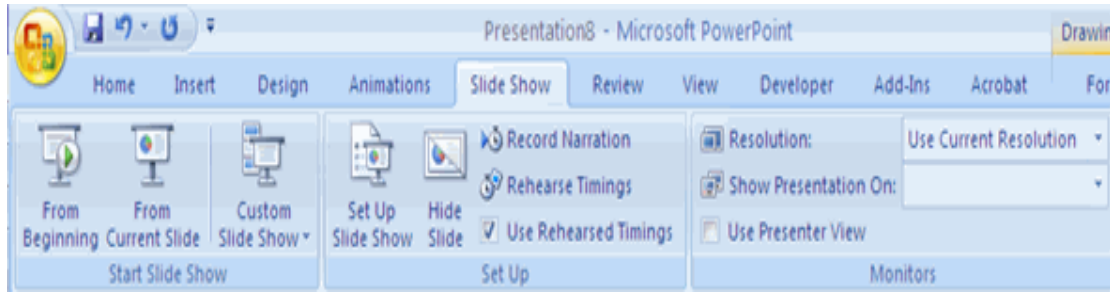 Presentation8 - Microsoft PowerPoint
Drawin
Home Insert Design Animations Slide Show Review View Developer Add-Ins Acrobat For
From Beginning
From Current Slide
Custom Slide Show
Set Up Slide Show
Hide Slide
Record Narration
Rehearse Timings
Use Rehearsed Timings
Resolution: Use Current Resolution
Show Presentation On:
Use Presenter View
Start Slide Show
Set Up
Monitors